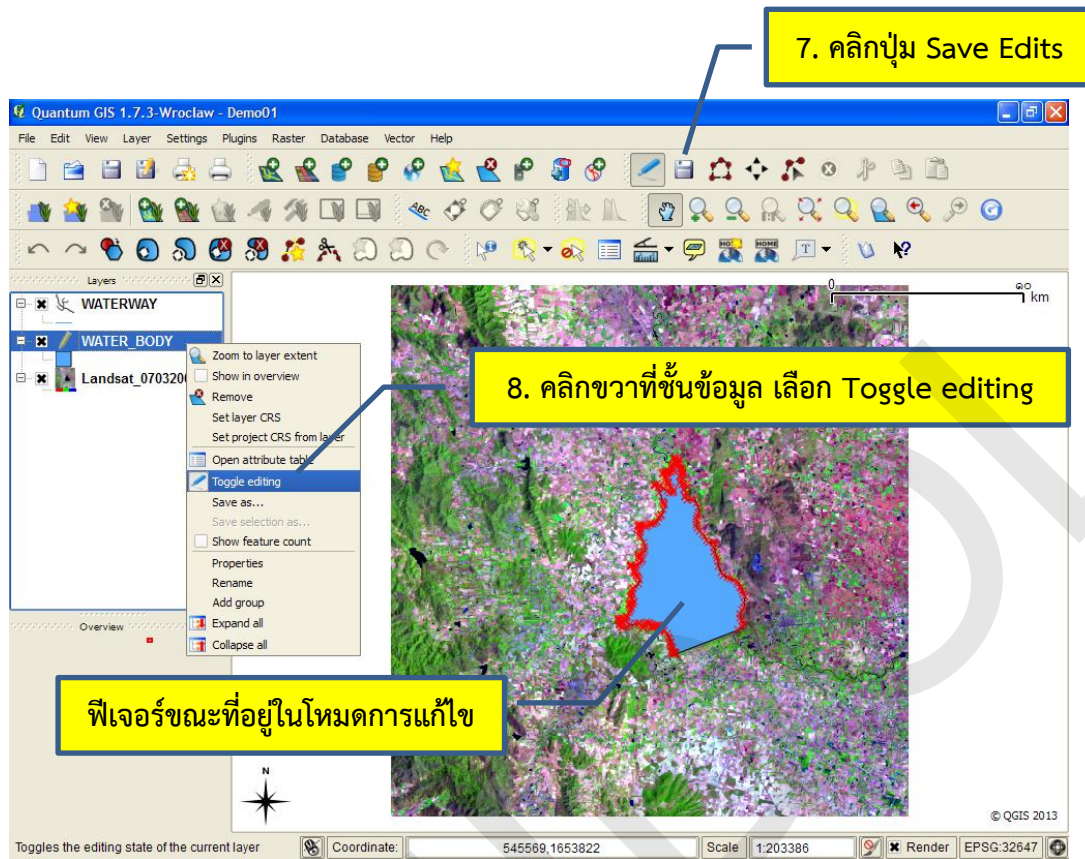 7. คลิกปุ่ม Save Edits
Quantum GIS 1.7.3-Wroclaw - Demo01
File Edit View Layer Settings Plugins Raster Database Vector Help
ABC
T
Layers
WATERWAY
WATER_BODY
Landsat_070320
Zoom to layer extent
Show in overview
Remove
Set layer CRS
Set project CRS from layer
Open attribute table
Toggle editing
Save as...
Save selection as...
Show feature count
Properties
Rename
Add group
Expand all
Collapse all
Overview
0 ๑๐
km
8. คลิกขวาที่ชั้นข้อมูล เลือก Toggle editing
ฟีเจอร์ขณะที่อยู่ในโหมดการแก้ไข
N
© QGIS 2013
Toggles the editing state of the current layer Coordinate: 545569,1653822 Scale 1:203386 Render EPSG:32647